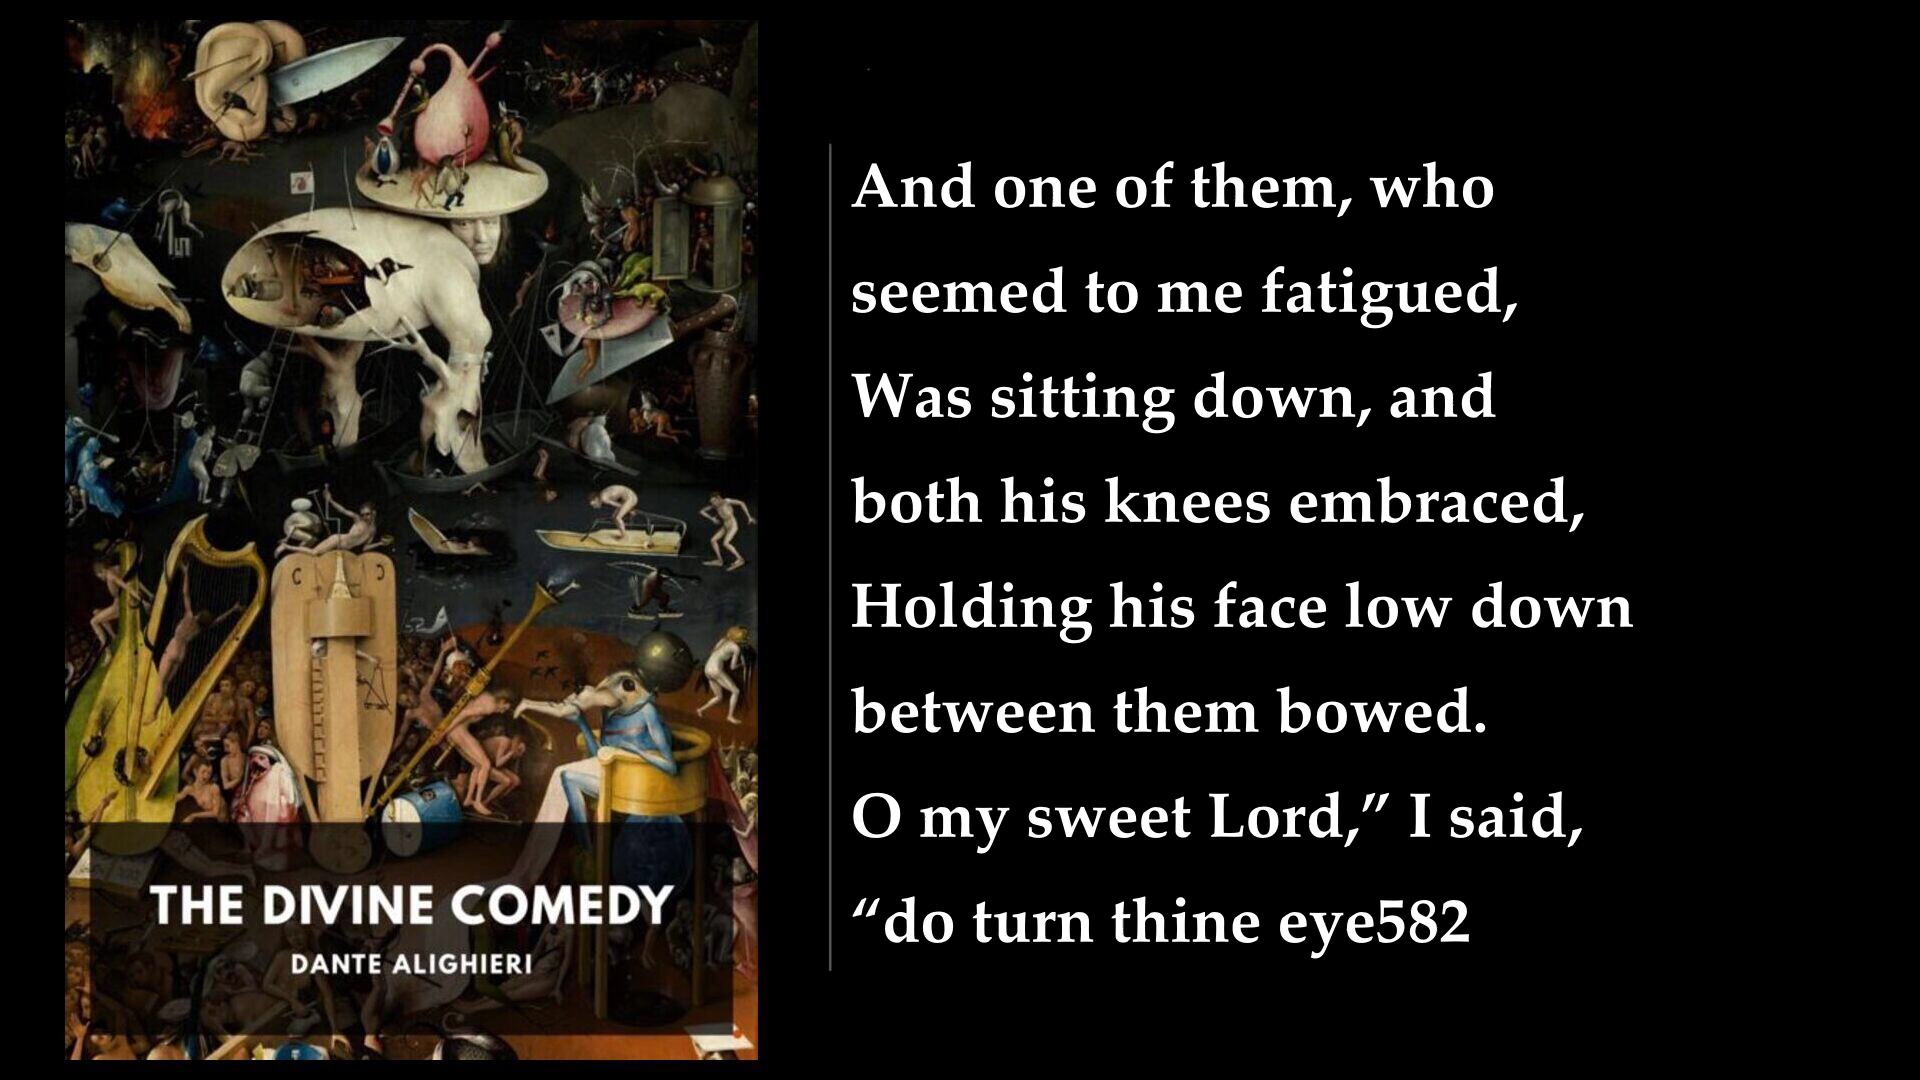 THE DIVINE COMEDY
DANTE ALIGHIERI
And one of them, who
seemed to me fatigued,
Was sitting down, and
both his knees embraced,
Holding his face low down
between them bowed.
O my sweet Lord,” I said,
“do turn thine eye582